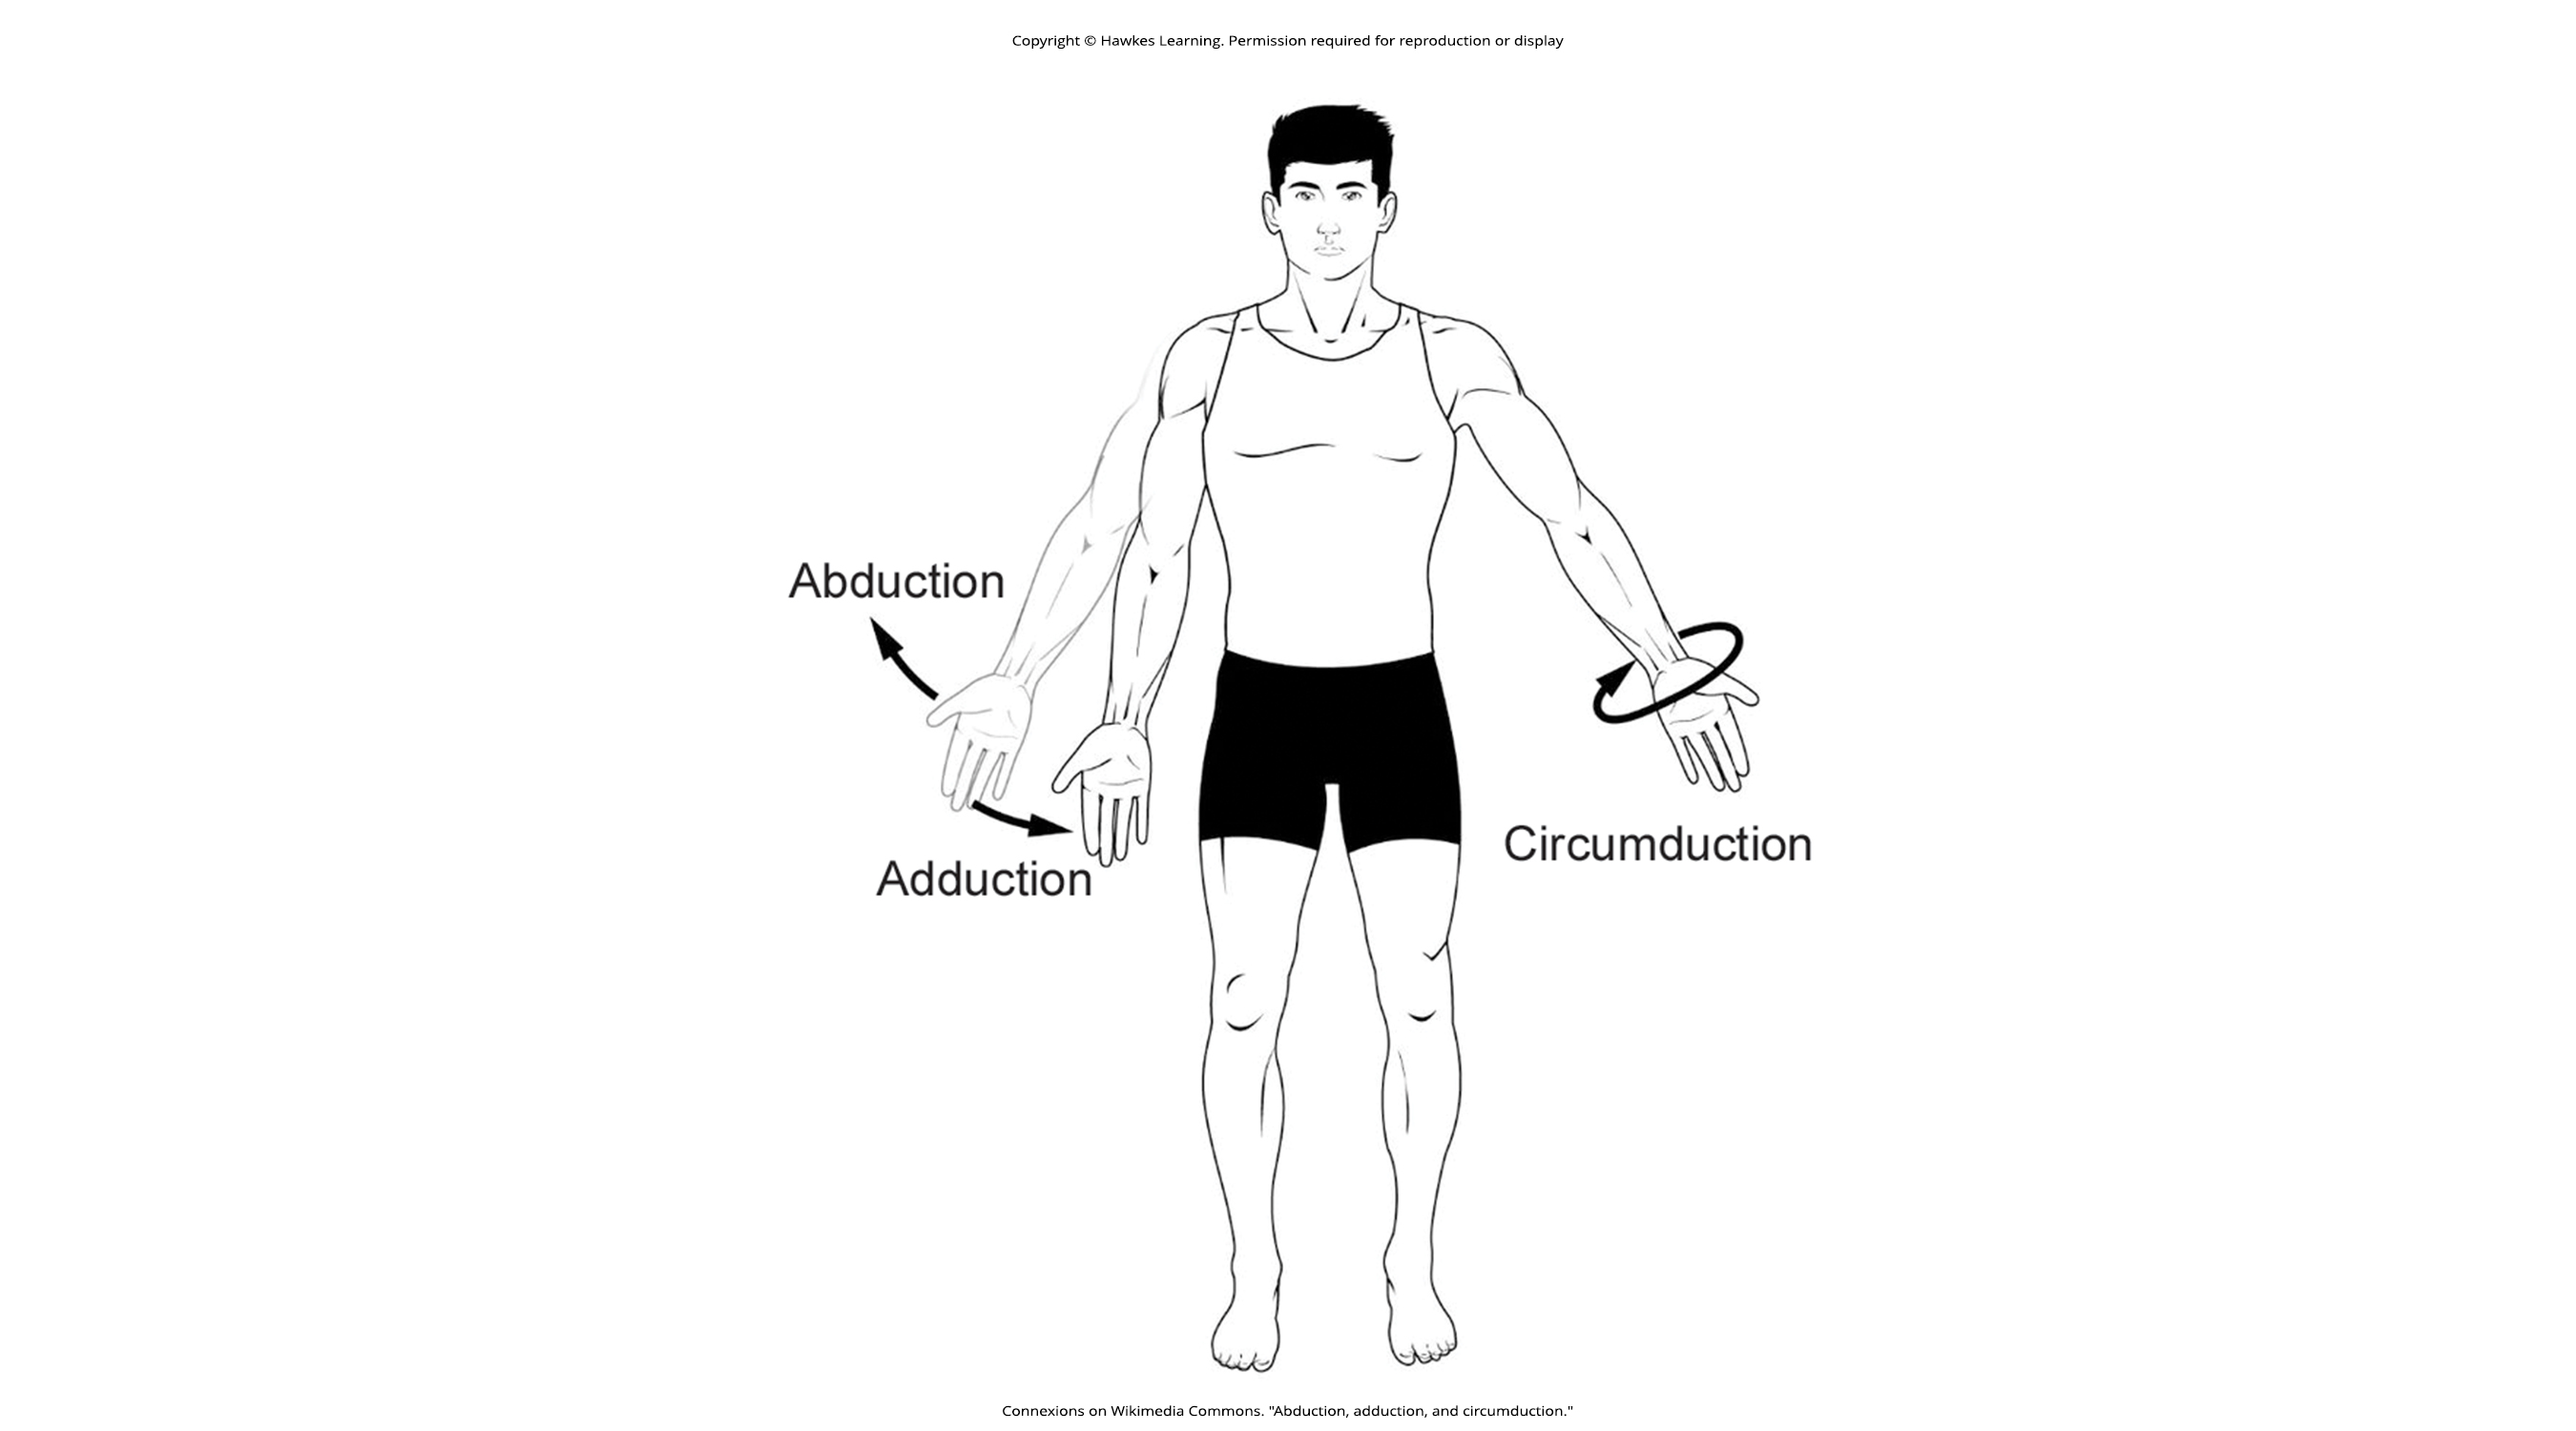 Copyright © Hawkes Learning. Permission required for reproduction or display
Abduction
Adduction
Circumduction
Connexions on Wikimedia Commons. "Abduction, adduction, and circumduction."